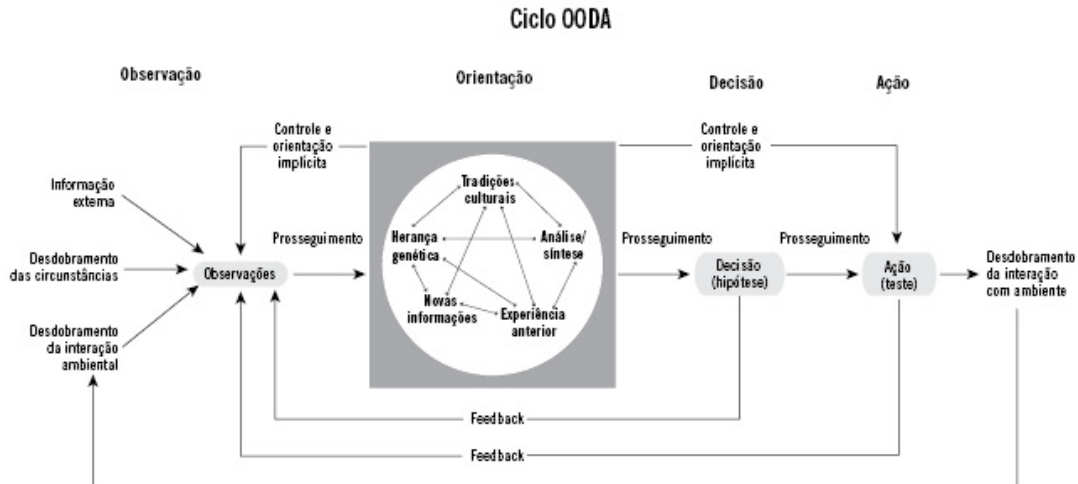 Ciclo OODA
Observação
Orientação
Decisão
Ação
Controle e
orientação
implícita
Controle e
orientação
implícita
Informação
externa
Tradições
culturais
Prosseguimento
Herança
genética
Análise/
síntese
Prosseguimento
Prosseguimento
Desdobramento
das circunstâncias
Observações
Decisão
(hipótese)
Ação
(teste)
Desdobramento
da interação
com ambiente
Novas
informações
Experiência
anterior
Desdobramento
da interação
ambiental
Feedback
Feedback